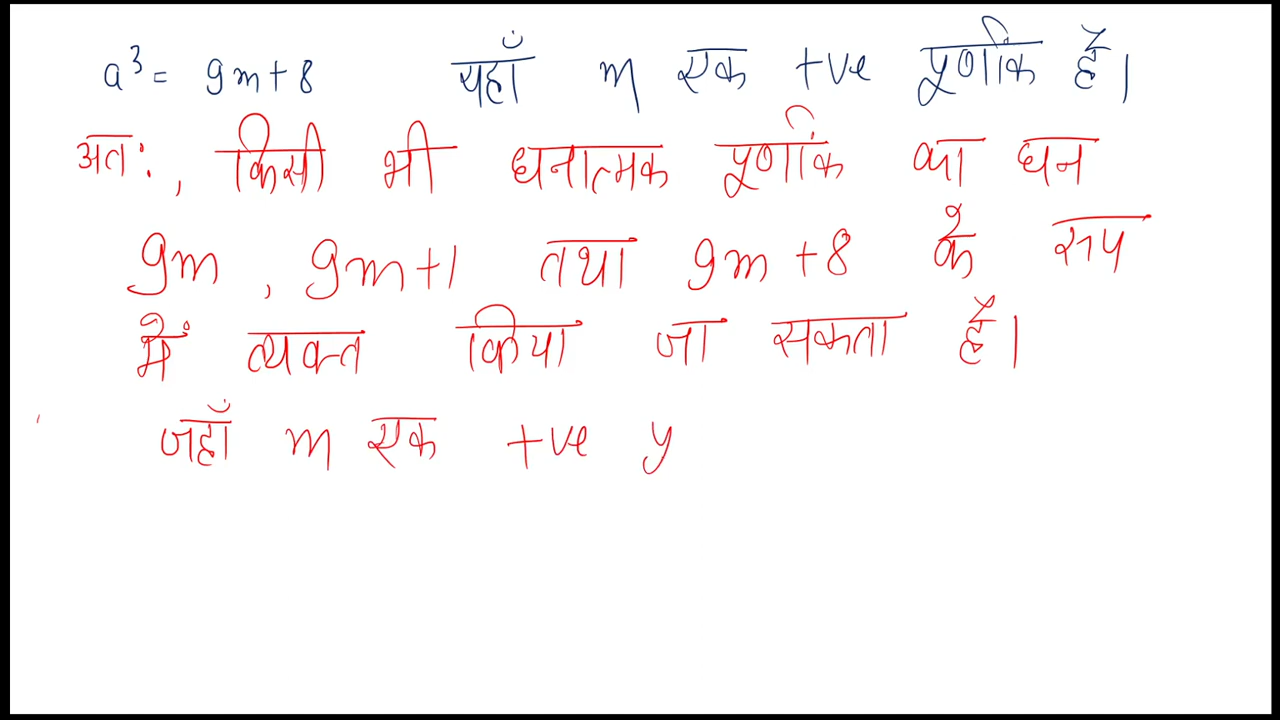 a³ = 9m+8 यहाँ m एक +ve पूर्णांक है।
अतः, किसी भी धनात्मक पूर्णांक का घन
9m, 9m+1 तथा 9m+8 के रूप
में व्यक्त किया जा सकता है।
जहाँ m एक +ve y